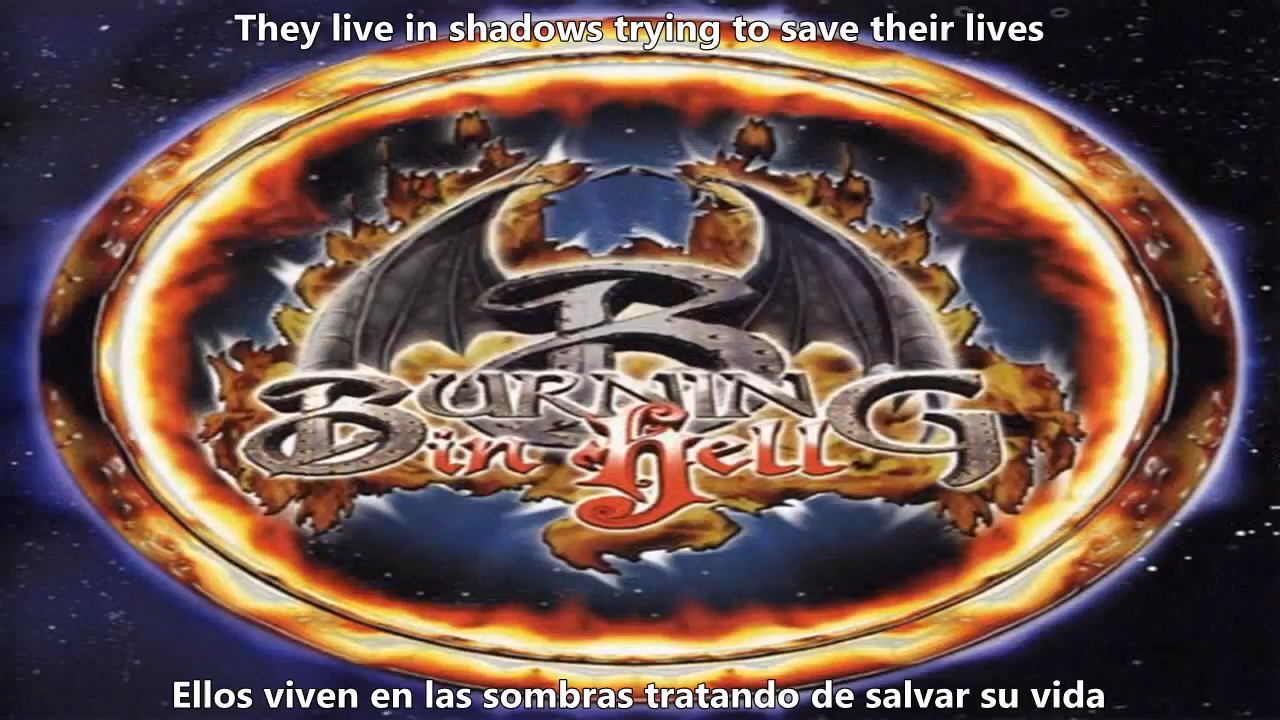 They live in shadows trying to save their lives
B
BURNING
in Hell
Ellos viven en las sombras tratando de salvar su vida